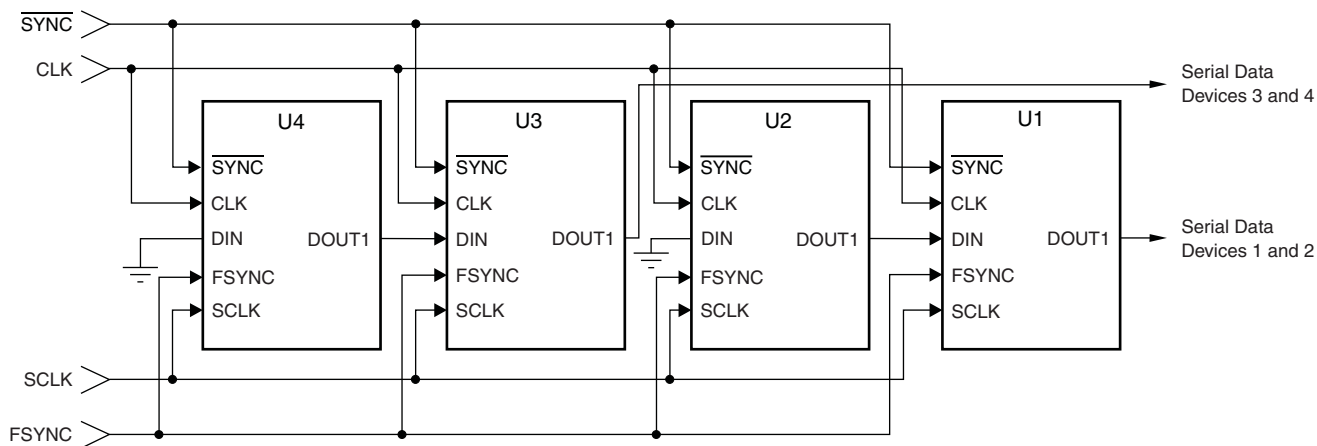 SYNC
CLK
Serial Data
Devices 3 and 4
U4
U3
U2
U1
SYNC
SYNC
SYNC
SYNC
CLK
CLK
CLK
CLK
DIN
DOUT1
DIN
DOUT1
DIN
DOUT1
DIN
DOUT1
Serial Data
Devices 1 and 2
FSYNC
FSYNC
FSYNC
FSYNC
SCLK
SCLK
SCLK
SCLK
SCLK
FSYNC